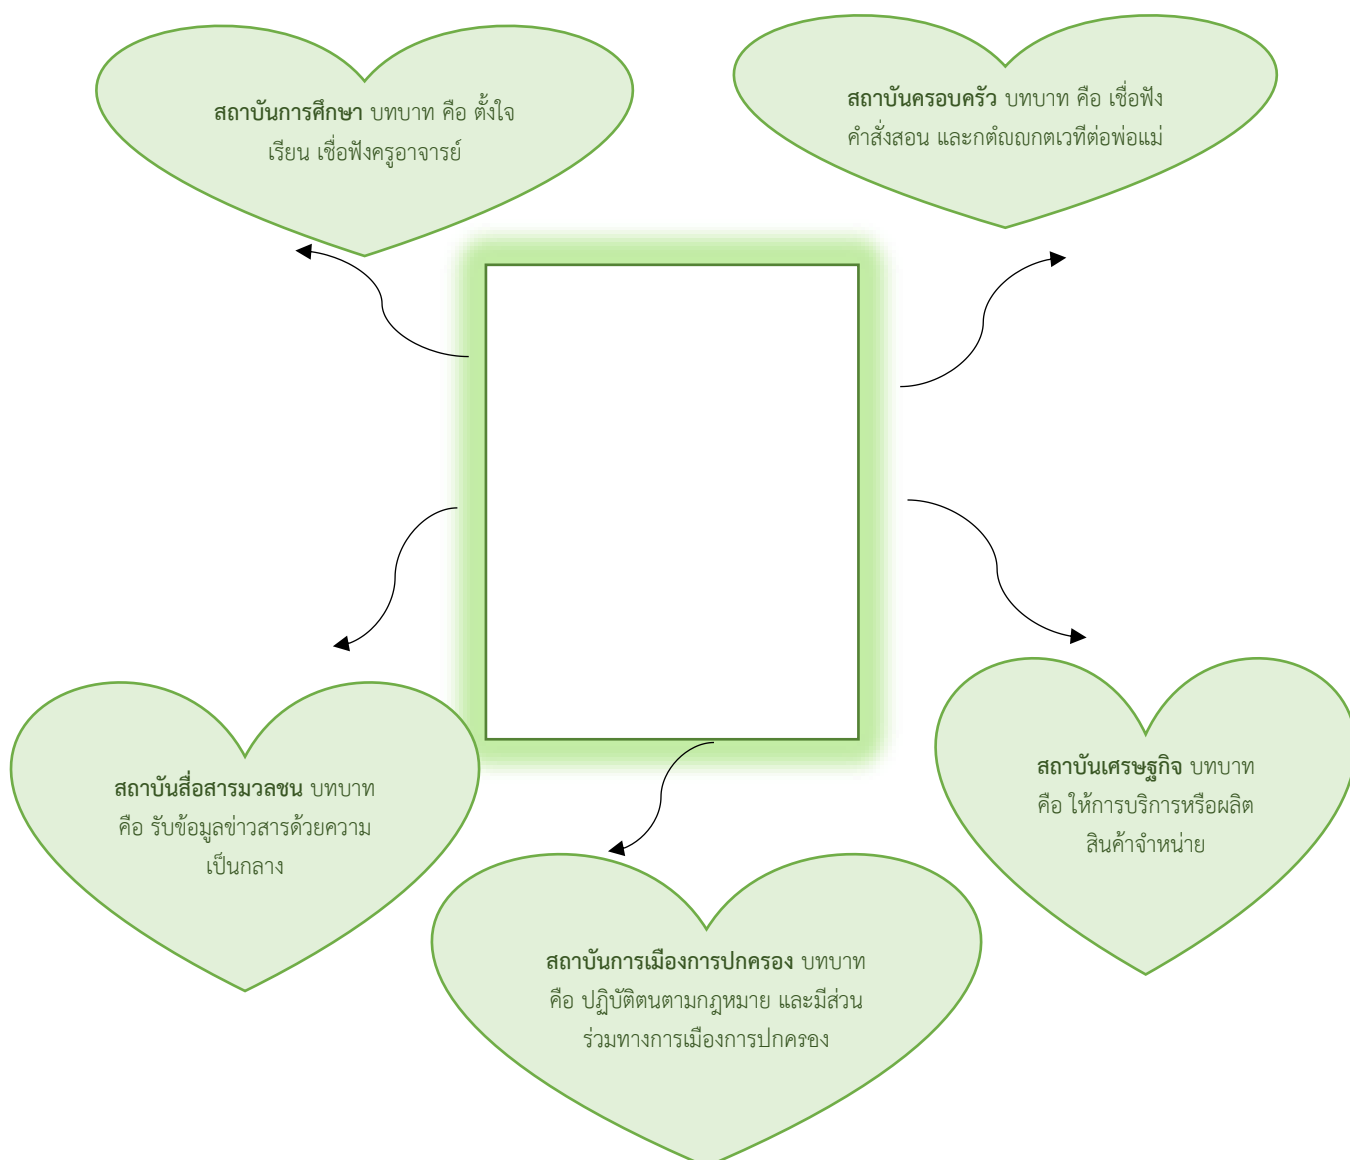 สถาบันการศึกษา บทบาท คือ ตั้งใจ
เรียน เชื่อฟังครูอาจารย์
สถาบันครอบครัว บทบาท คือ เชื่อฟัง
คำสั่งสอน และกตํญญกตเวทีต่อพ่อแม่
สถาบันสื่อสารมวลชน บทบาท
คือ รับข้อมูลข่าวสารด้วยความ
เป็นกลาง
สถาบันเศรษฐกิจ บทบาท
คือ ให้การบริการหรือผลิต
สินค้าจำหน่าย
สถาบันการเมืองการปกครอง บทบาท
คือ ปฏิบัติตนตามกฎหมาย และมีส่วน
ร่วมทางการเมืองการปกครอง